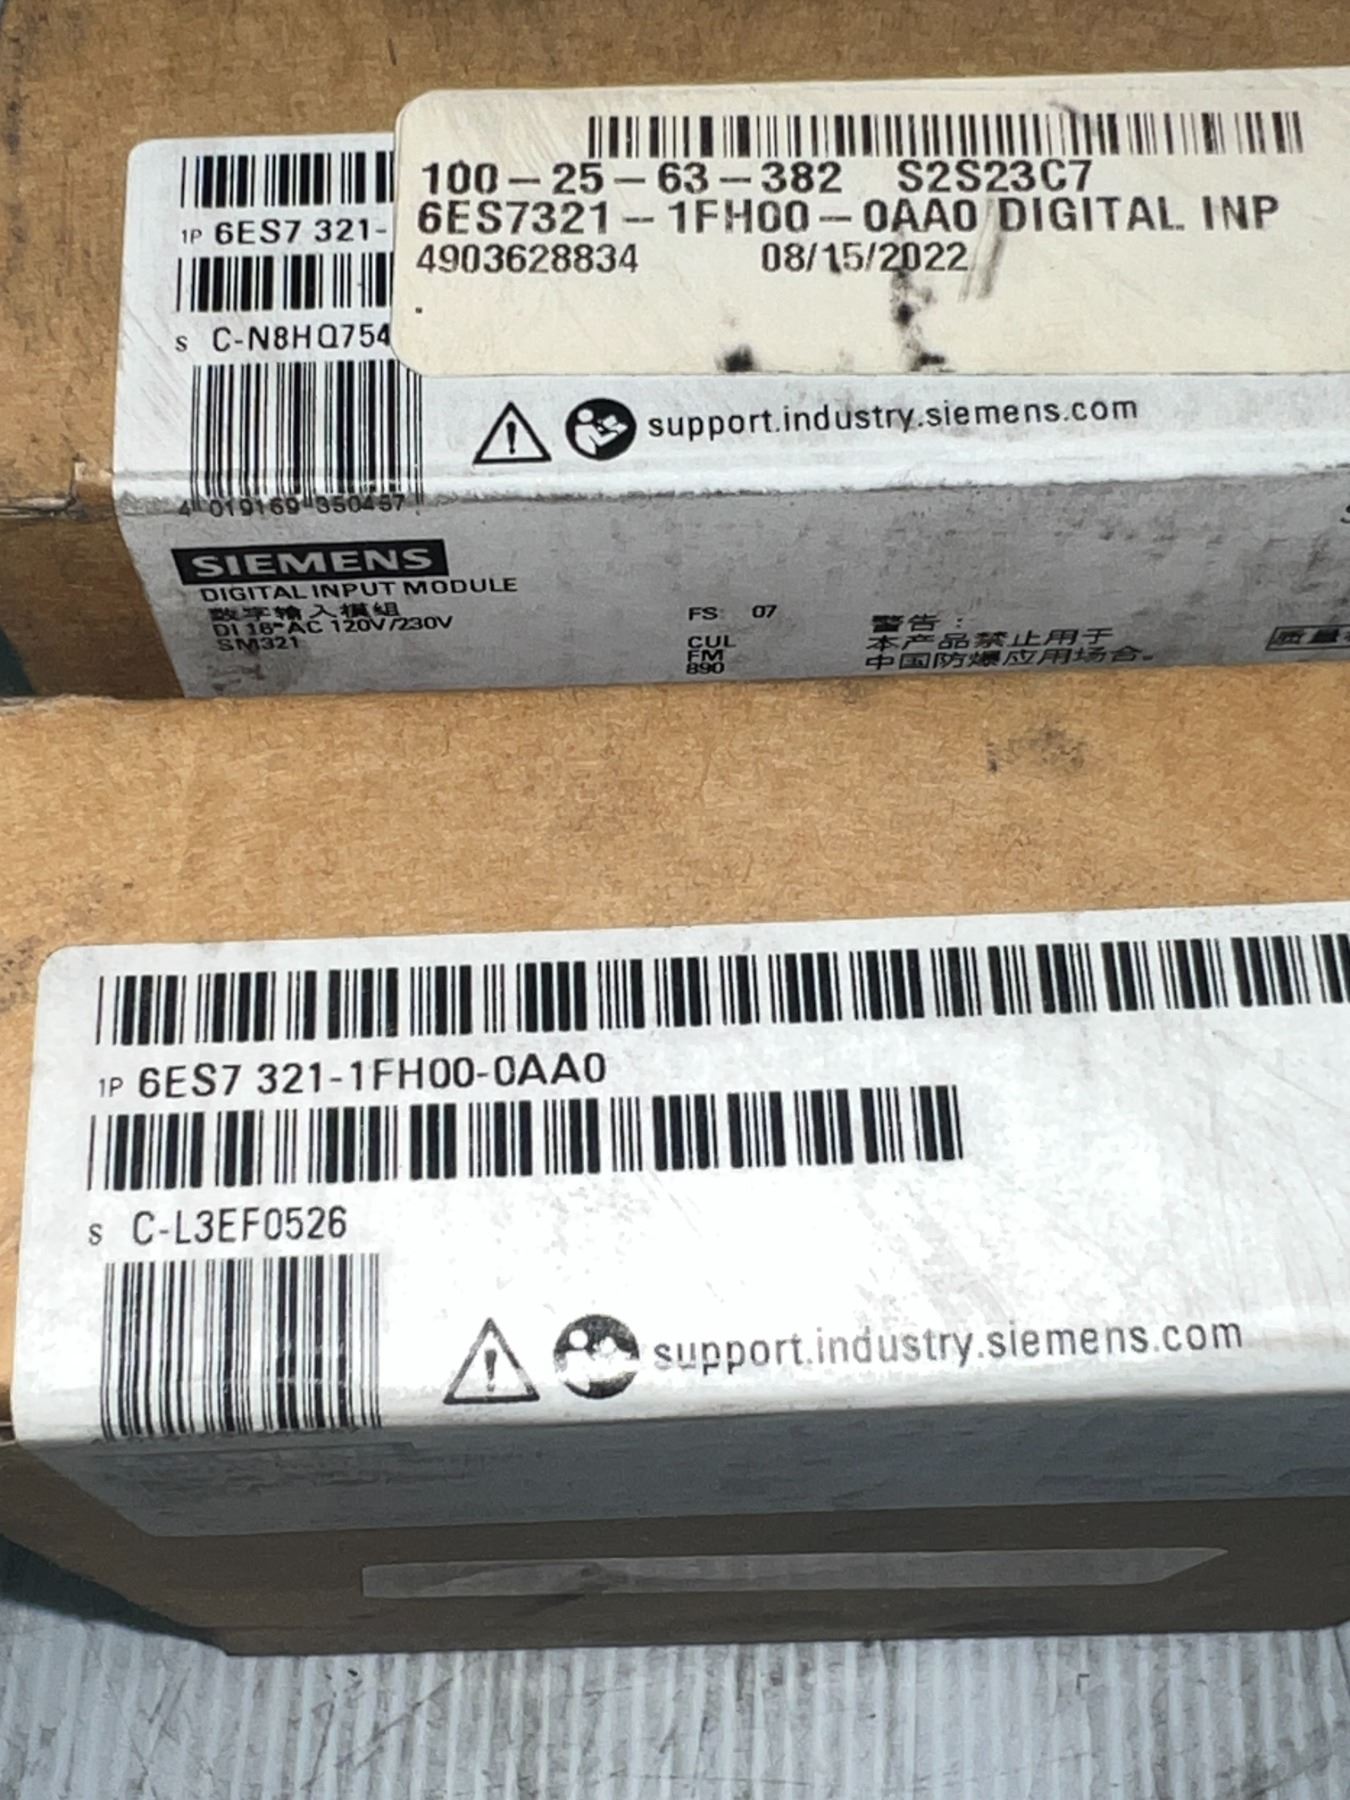 100-25-63-382 S2S23C7
6ES7321-1FH00-0AA0 DIGITAL INP
4903628834 08/15/2022
1P 6ES7 321-
S C-N8HQ754
support.industry.siemens.com
4 019169 350457
SIEMENS
DIGITAL INPUT MODULE
数字输入模组
DI 16* AC 120V/230V
SM321
FS: 07
CUL
FM
890
警告：
本产品禁止用于
中国防爆应用场合。
质量
1P 6ES7 321-1FH00-0AA0
S C-L3EF0526
support.industry.siemens.com